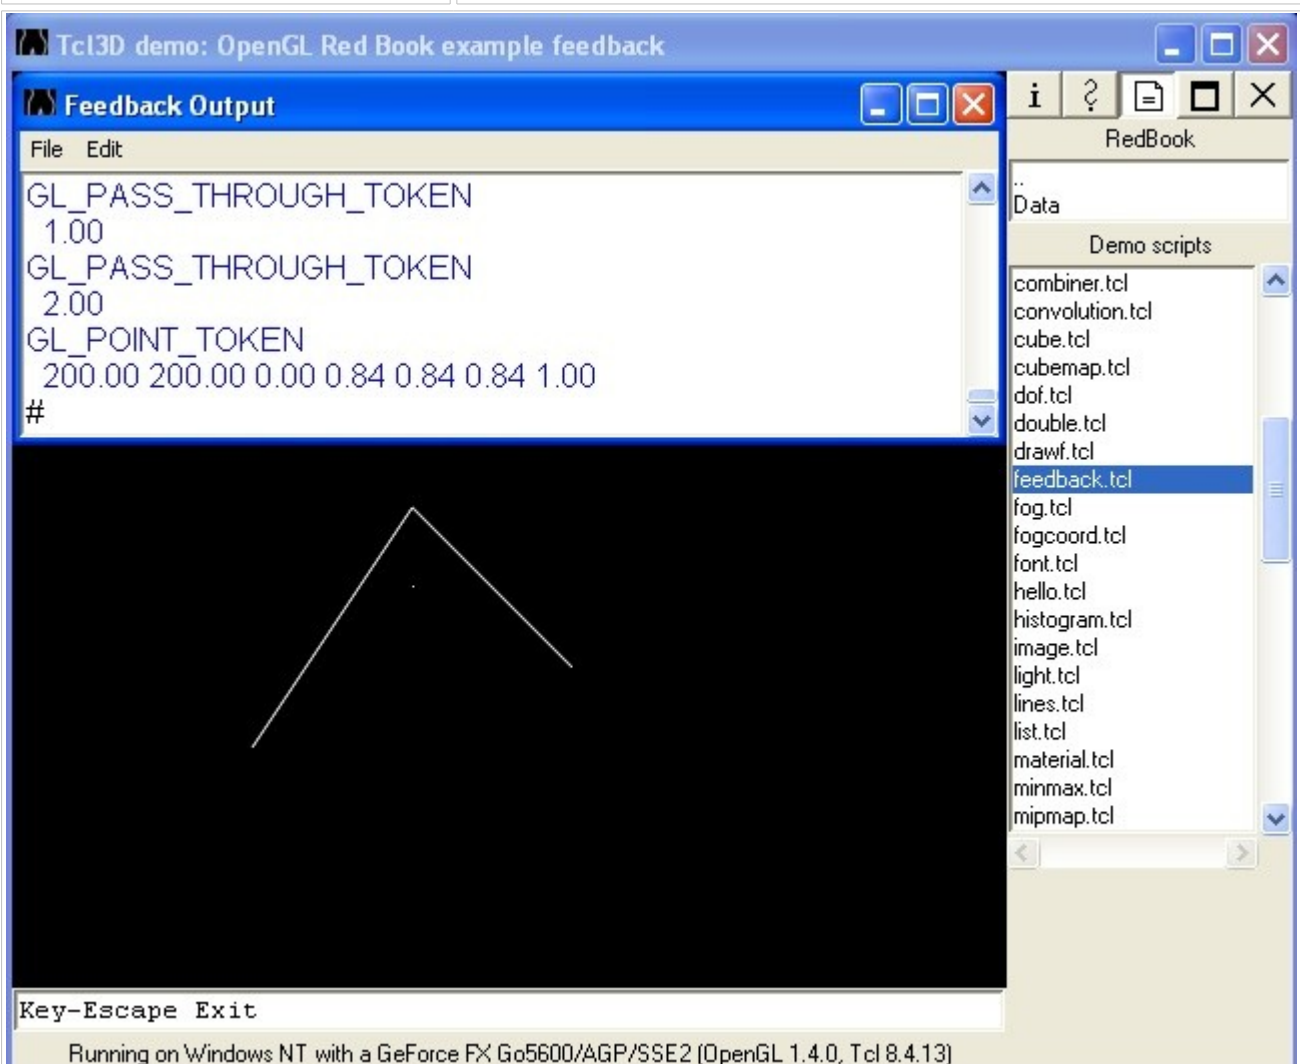 Tcl3D demo: OpenGL Red Book example feedback
Feedback Output
File Edit
GL_PASS_THROUGH_TOKEN
1.00
GL_PASS_THROUGH_TOKEN
2.00
GL_POINT_TOKEN
200.00 200.00 0.00 0.84 0.84 0.84 1.00
#
i ?
RedBook
..
Data
Demo scripts
combiner.tcl
convolution.tcl
cube.tcl
cubemap.tcl
dof.tcl
double.tcl
drawf.tcl
feedback.tcl
fog.tcl
fogcoord.tcl
font.tcl
hello.tcl
histogram.tcl
image.tcl
light.tcl
lines.tcl
list.tcl
material.tcl
minmax.tcl
mipmap.tcl
Key-Escape Exit
Running on Windows NT with a GeForce FX Go5600/AGP/SSE2 (OpenGL 1.4.0, Tcl 8.4.13)